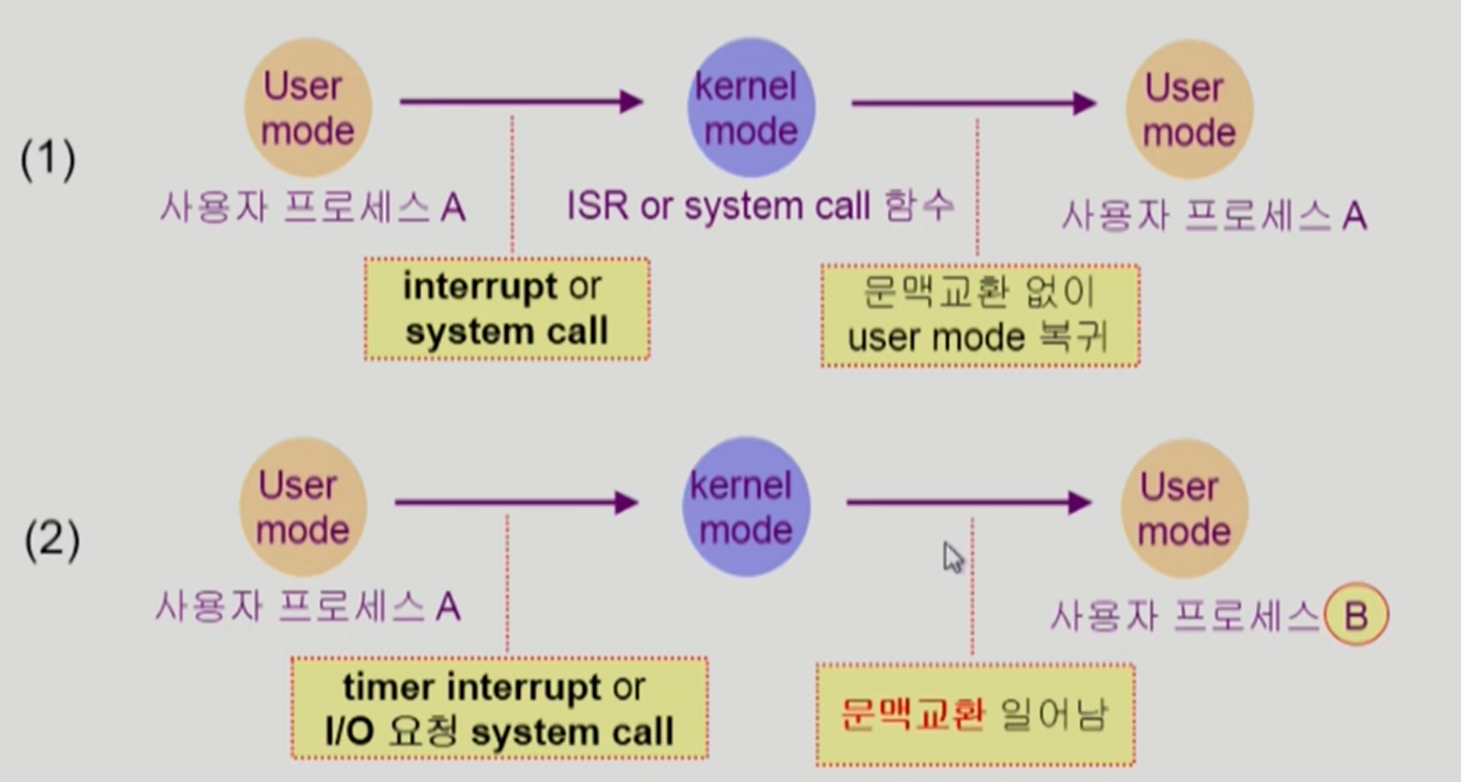 (1)
User mode
kernel mode
User mode
사용자 프로세스 A
ISR or system call 함수
사용자 프로세스 A
interrupt or
system call
문맥교환 없이
user mode 복귀
(2)
User mode
kernel mode
User mode
사용자 프로세스 A
사용자 프로세스 B
timer interrupt or
I/O 요청 system call
문맥교환 일어남